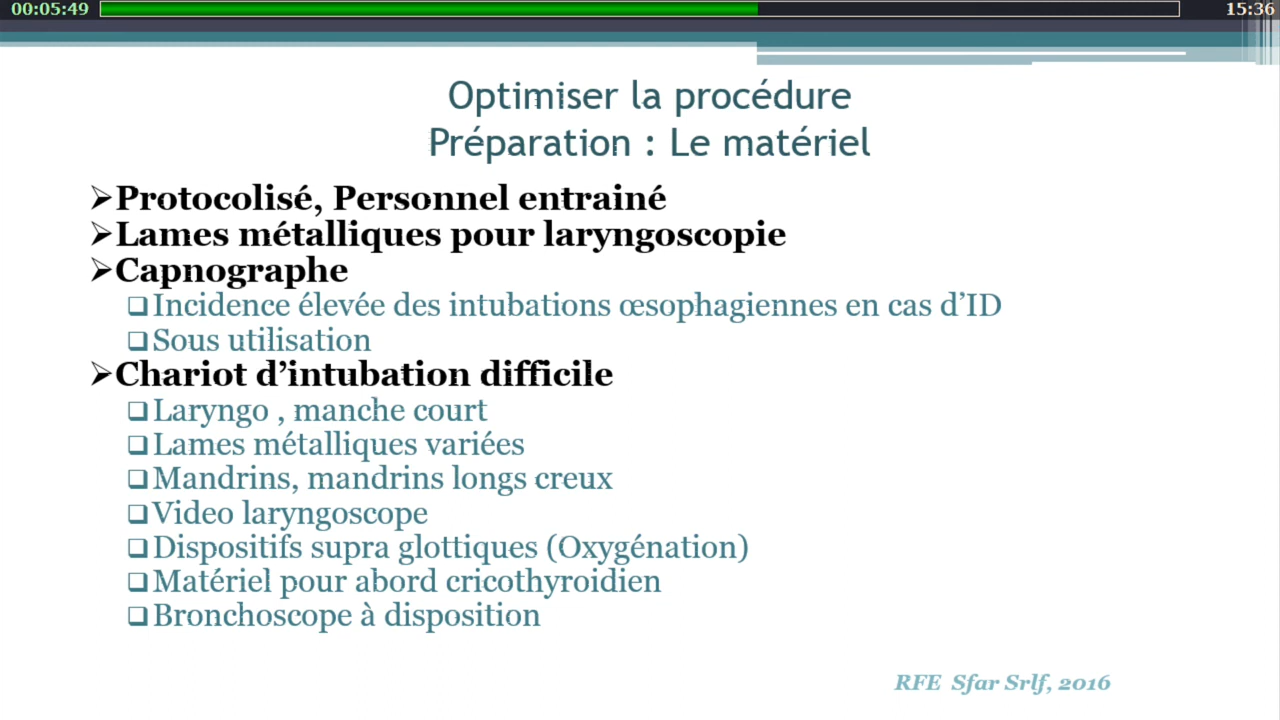 00:05:49
15:36
Optimiser la procédure
Préparation : Le matériel
➢Protocolisé, Personnel entrainé
➢Lames métalliques pour laryngoscopie
➢Capnographe
❑Incidence élevée des intubations œsophagiennes en cas d’ID
❑Sous utilisation
➢Chariot d’intubation difficile
❑Laryngo , manche court
❑Lames métalliques variées
❑Mandrins, mandrins longs creux
❑Video laryngoscope
❑Dispositifs supra glottiques (Oxygénation)
❑Matériel pour abord cricothyroidien
❑Bronchoscope à disposition
RFE Sfar Srlf, 2016